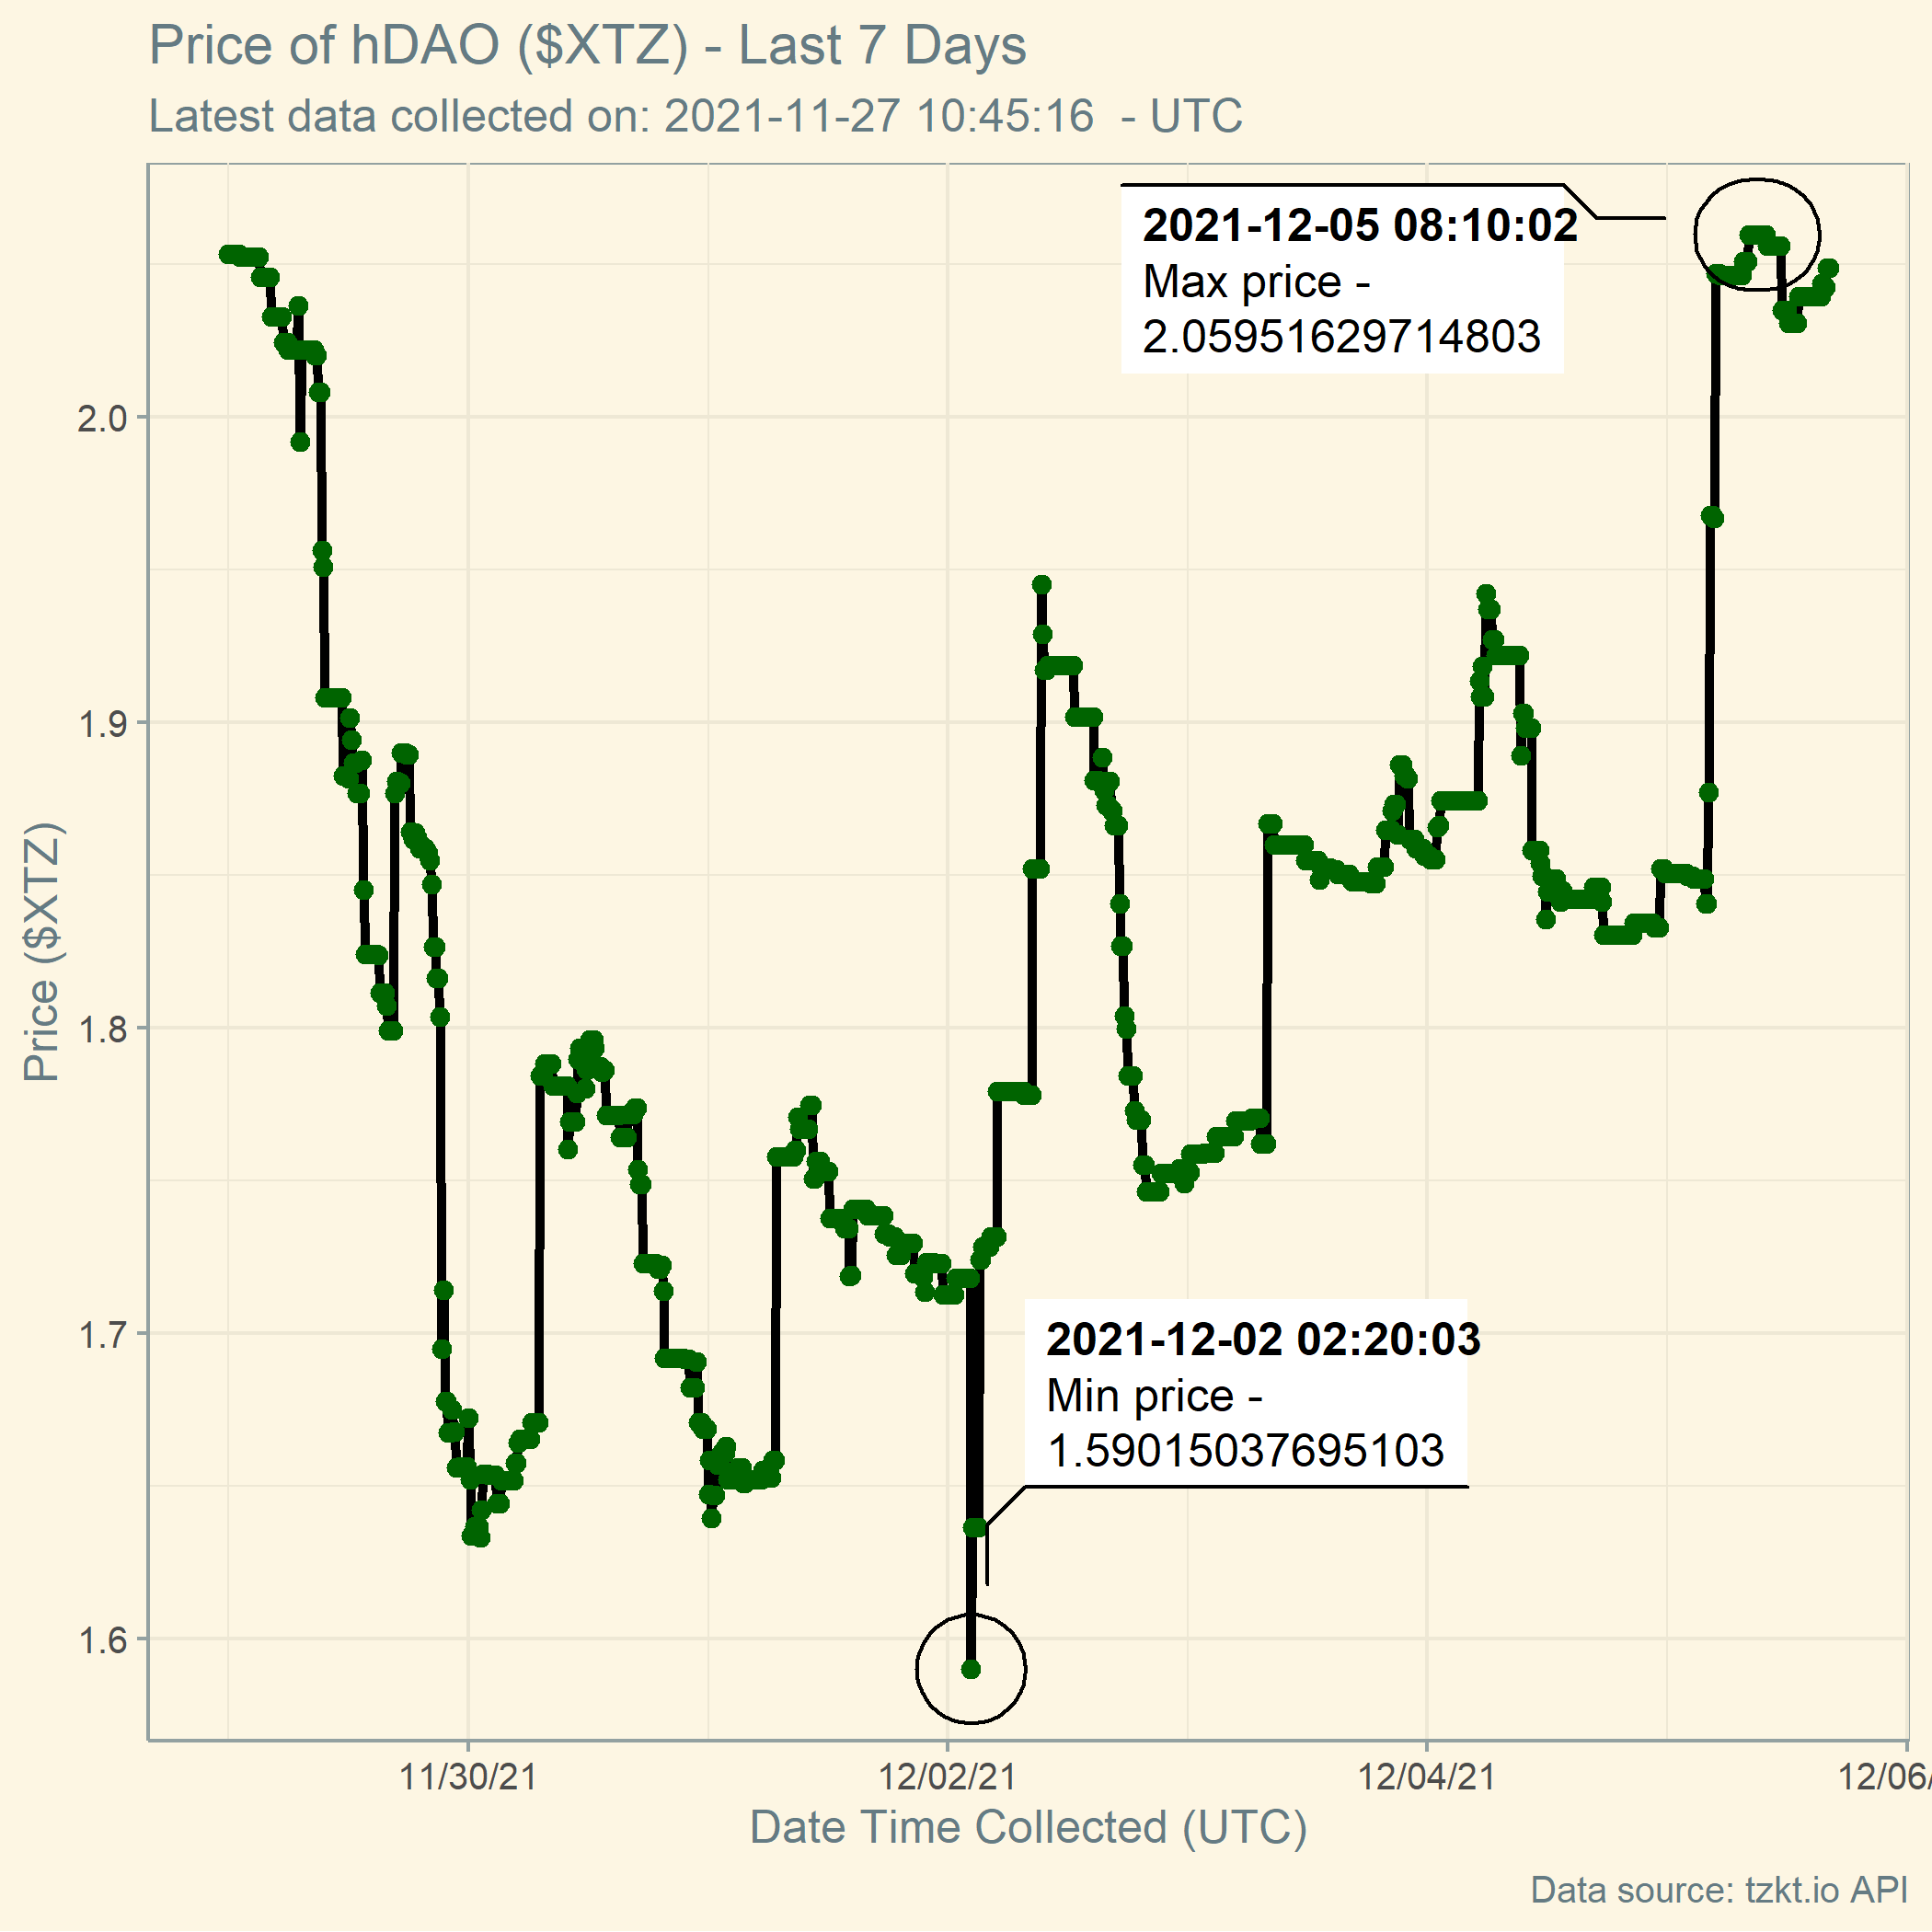 Price of hDAO ($XTZ) - Last 7 Days
Latest data collected on: 2021-11-27 10:45:16  - UTC
2021-12-05 08:10:02
Max price -
2.05951629714803
2.0
1.9
1.8
1.7
1.6
Price ($XTZ)
2021-12-02 02:20:03
Min price -
1.59015037695103
11/30/21
12/02/21
12/04/21
12/06/
Date Time Collected (UTC)
Data source: tzkt.io API